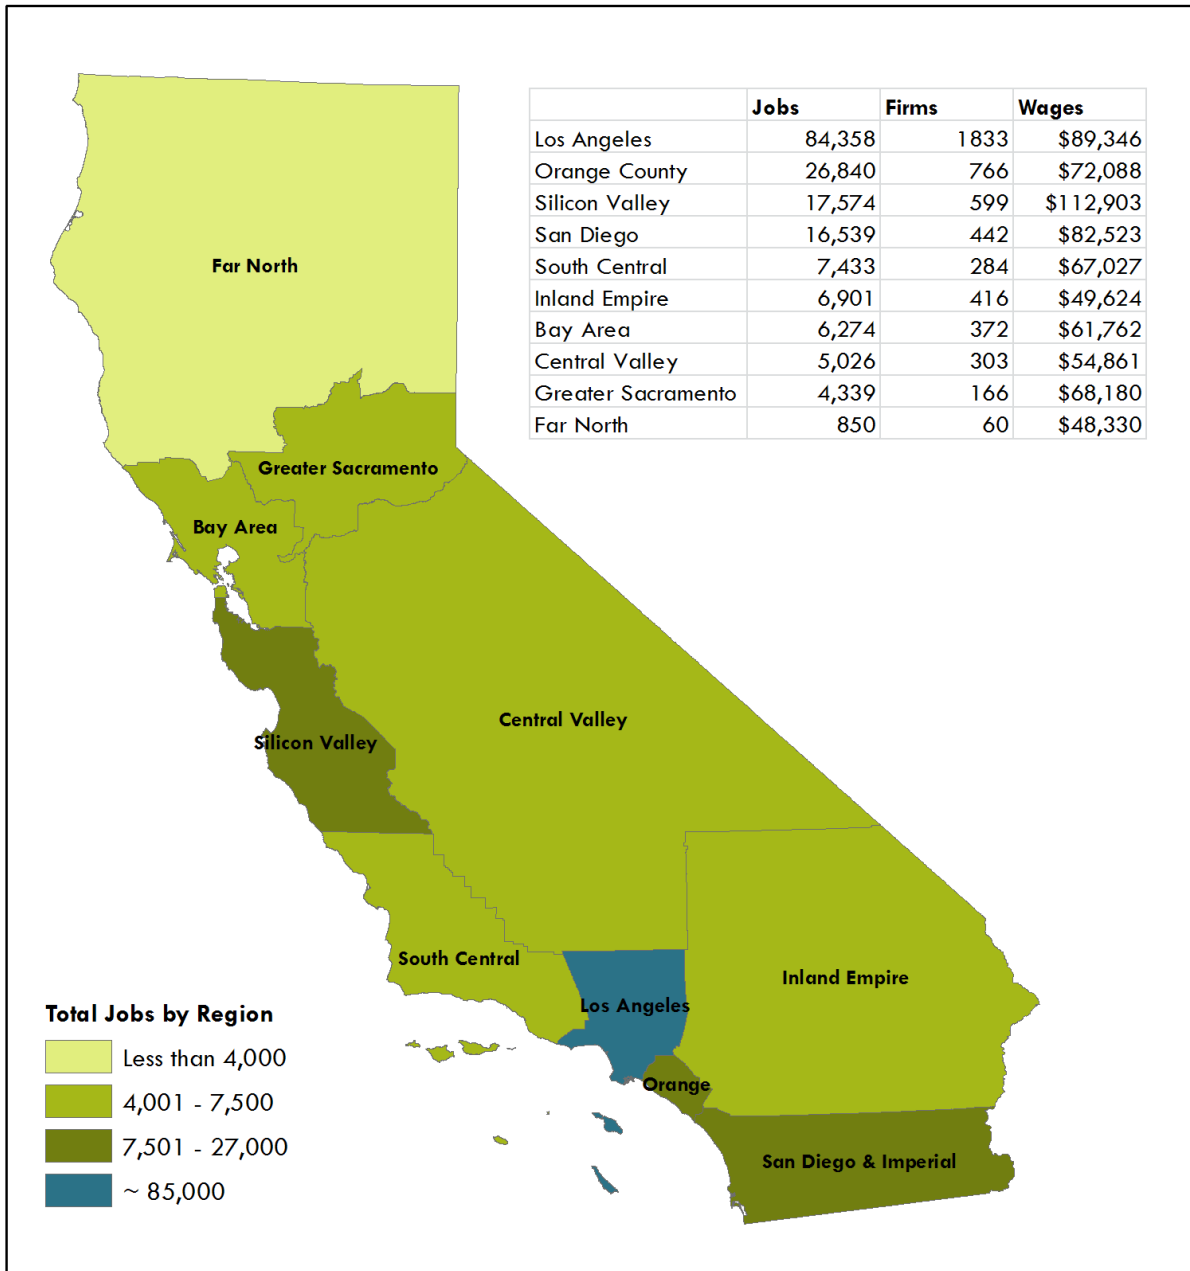 Jobs Firms Wages
Los Angeles 84,358 1833 $89,346
Orange County 26,840 766 $72,088
Silicon Valley 17,574 599 $112,903
San Diego 16,539 442 $82,523
South Central 7,433 284 $67,027
Inland Empire 6,901 416 $49,624
Bay Area 6,274 372 $61,762
Central Valley 5,026 303 $54,861
Greater Sacramento 4,339 166 $68,180
Far North 850 60 $48,330
Far North
Greater Sacramento
Bay Area
Central Valley
Silicon Valley
South Central
Inland Empire
Los Angeles
Orange
San Diego & Imperial
Total Jobs by Region
Less than 4,000
4,001 - 7,500
7,501 - 27,000
~ 85,000